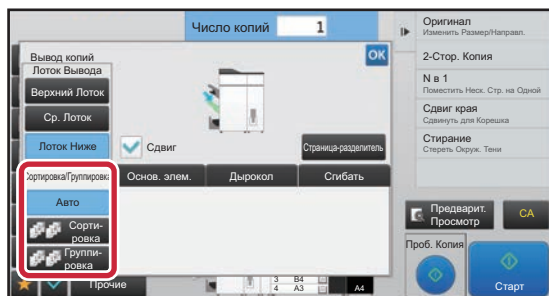 Число копий 1
Вывод копий
OK
Лоток Вывода
Верхний Лоток
Ср. Лоток
Лоток Ниже
Сдвиг
Страница-разделитель
Сортировка/Группировка
Основ. элем.
Дырокол
Сгибать
Авто
Сорти-
ровка
Группи-
ровка
Прочие
3 B4
4 A3
A4
Оригинал
Изменить Размер/Направл.
2-Стор. Копия
N в 1
Поместить Неск. Стр. на Одной
Сдвиг края
Сдвинуть для Корешка
Стирание
Стереть Окруж. Тени
Предварит.
Просмотр
CA
Проб. Копия
Старт